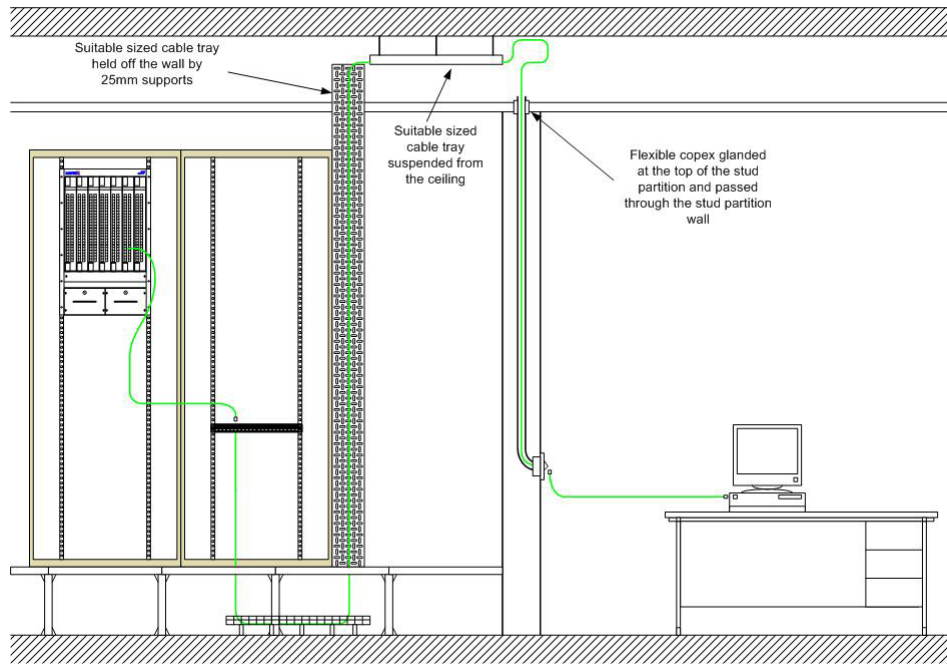 Suitable sized cable tray
held off the wall by
25mm supports
Suitable sized
cable tray
suspended from
the ceiling
Flexible copex glanded
at the top of the stud
partition and passed
through the stud partition
wall